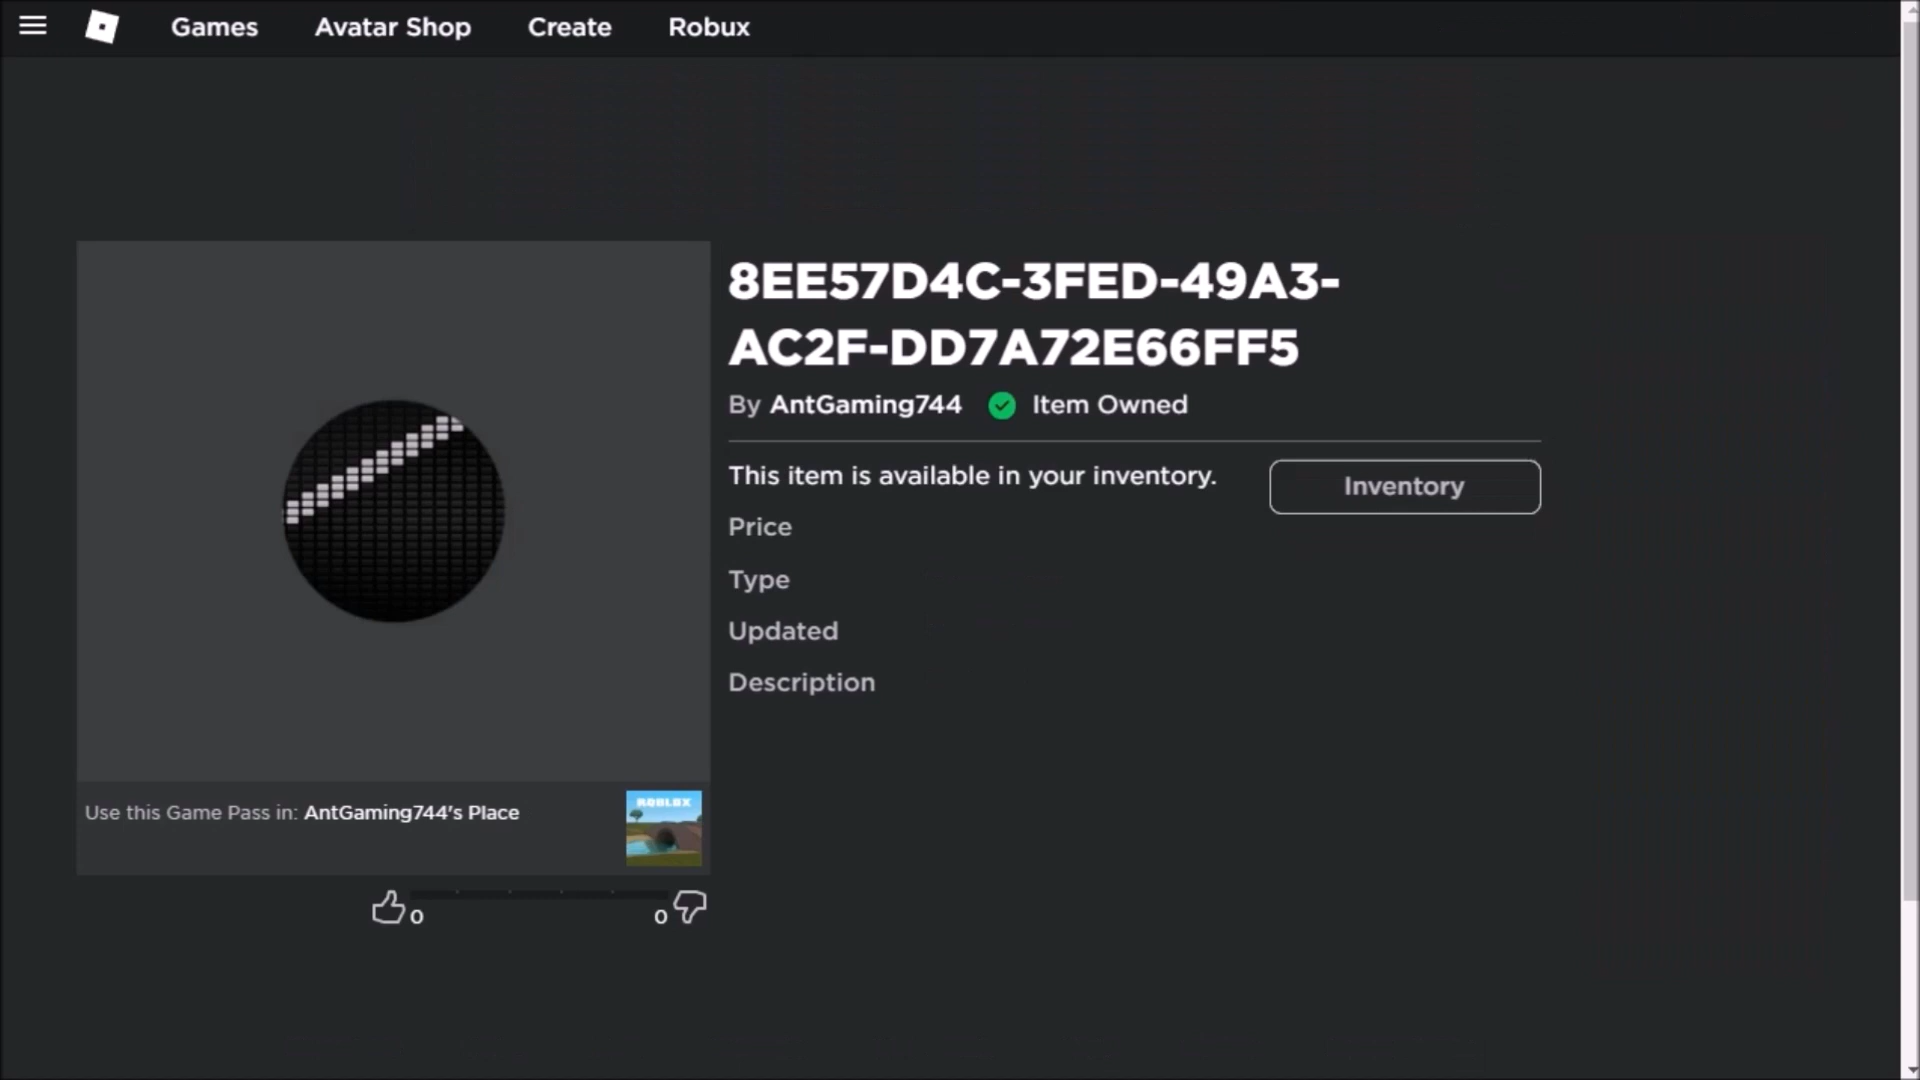 Games Avatar Shop Create Robux
8EE57D4C-3FED-49A3-
AC2F-DD7A72E66FF5
By AntGaming744 Item Owned
This item is available in your inventory.
Inventory
Price
Type
Updated
Description
ROBLOX
Use this Game Pass in: AntGaming744's Place
0 0